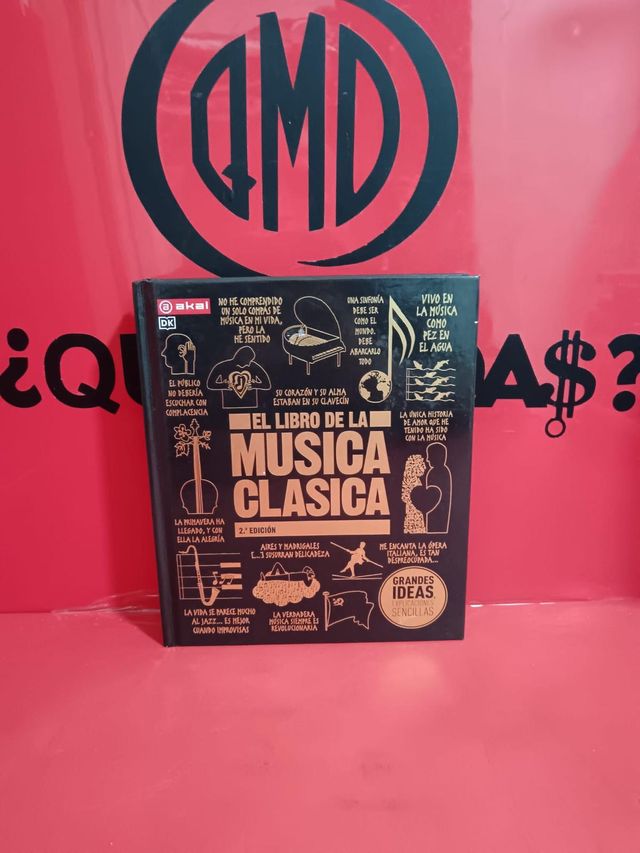 QMD
¿QU
DA$?
akal
DK
NO HE COMPRENDIDO
UN SOLO COMPÁS DE
MÚSICA EN MI VIDA,
PERO LA
HE SENTIDO
UNA SINFONÍA
DEBE SER
COMO EL
MUNDO.
DEBE
ABARCARLO
TODO
VIVO EN
LA MÚSICA
COMO
PEZ EN
EL AGUA
EL PÚBLICO
NO DEBERÍA
ESCUCHAR CON
COMPLACENCIA
SU CORAZÓN Y SU ALMA
ESTABAN EN SU CLAVECÍN
LA ÚNICA HISTORIA
DE AMOR QUE HE
TENIDO HA SIDO
CON LA MÚSICA
EL LIBRO DE LA
MUSICA
CLASICA
2.ª EDICIÓN
LA PRIMAVERA HA
LLEGADO, Y CON
ELLA LA ALEGRÍA
AIRES Y MADRIGALES
[...] SUSURRAN DELICADEZA
ME ENCANTA LA ÓPERA
ITALIANA, ES TAN
DESPREOCUPADA...
GRANDES
IDEAS,
EXPLICACIONES
SENCILLAS
LA VIDA SE PARECE MUCHO
AL JAZZ... ES MEJOR
CUANDO IMPROVISAS
LA VERDADERA
MÚSICA SIEMPRE ES
REVOLUCIONARIA